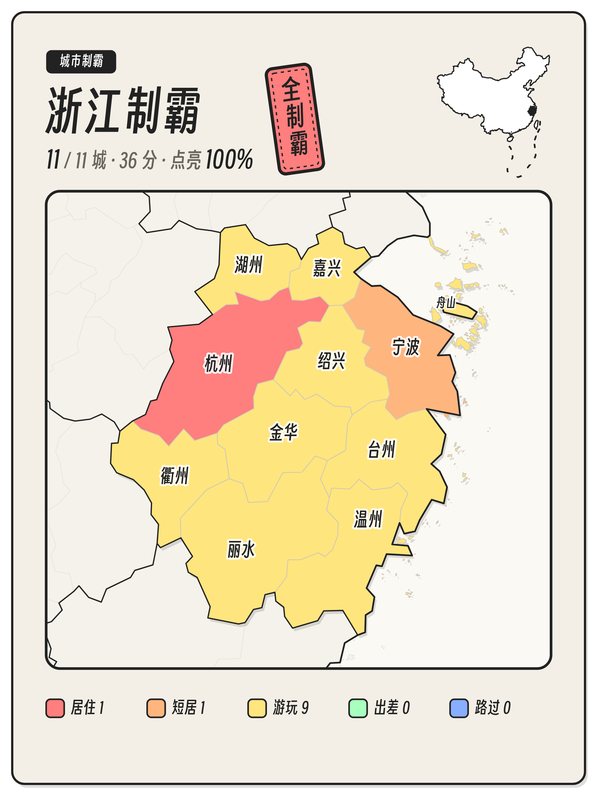 城市制霸
浙江制霸
全制霸
11 / 11 城 · 36 分 · 点亮 100%
湖州
嘉兴
舟山
杭州
绍兴
宁波
金华
台州
衢州
温州
丽水
居住 1
短居 1
游玩 9
出差 0
路过 0